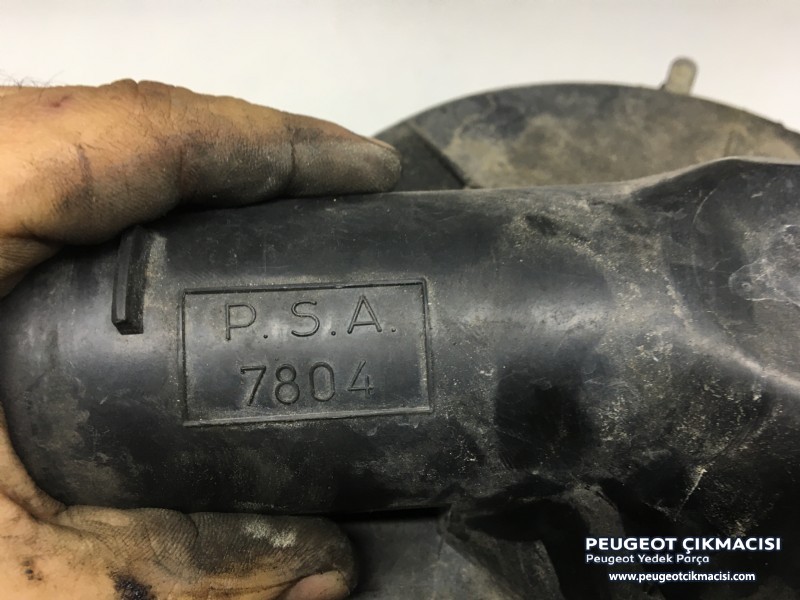 P.S.A.
7804
PEUGEOT ÇIKMACISI
Peugeot Yedek Parça
www.peugeotcikmacisi.com